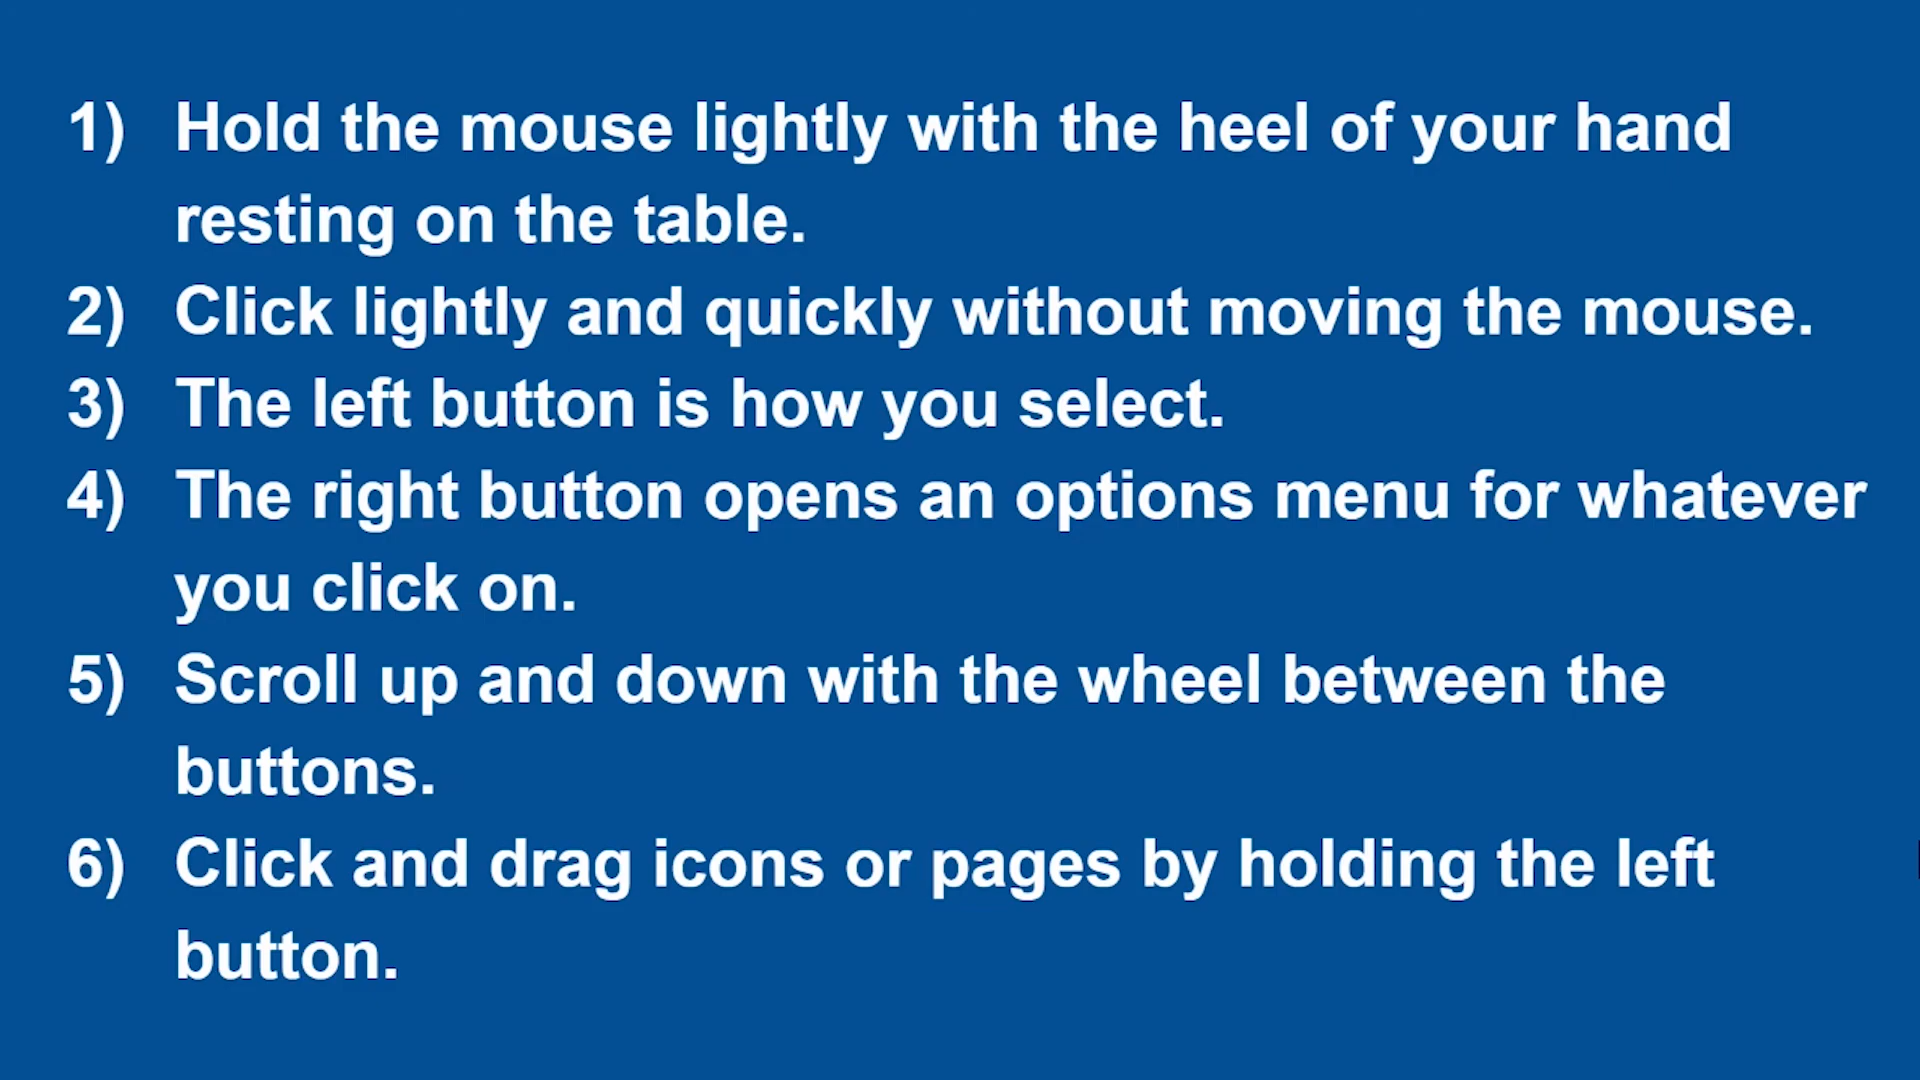 1) Hold the mouse lightly with the heel of your hand
resting on the table.
2) Click lightly and quickly without moving the mouse.
3) The left button is how you select.
4) The right button opens an options menu for whatever
you click on.
5) Scroll up and down with the wheel between the
buttons.
6) Click and drag icons or pages by holding the left
button.